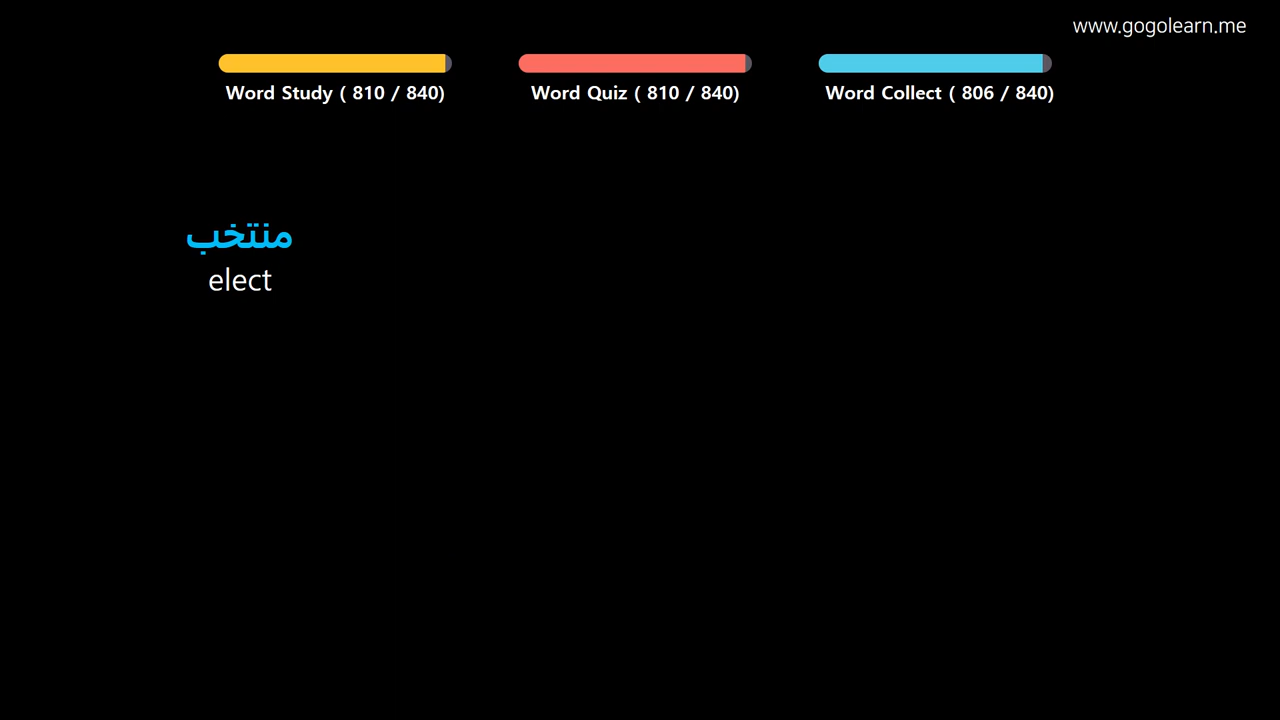 www.gogolearn.me
Word Study ( 810 / 840)
Word Quiz ( 810 / 840)
Word Collect ( 806 / 840)
منتخب
elect